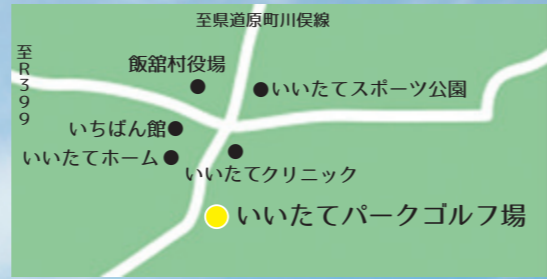 至県道原町川俣線
至R399
飯舘村役場
いいたてスポーツ公園
いちばん館
いいたてホーム
いいたてクリニック
いいたてパークゴルフ場